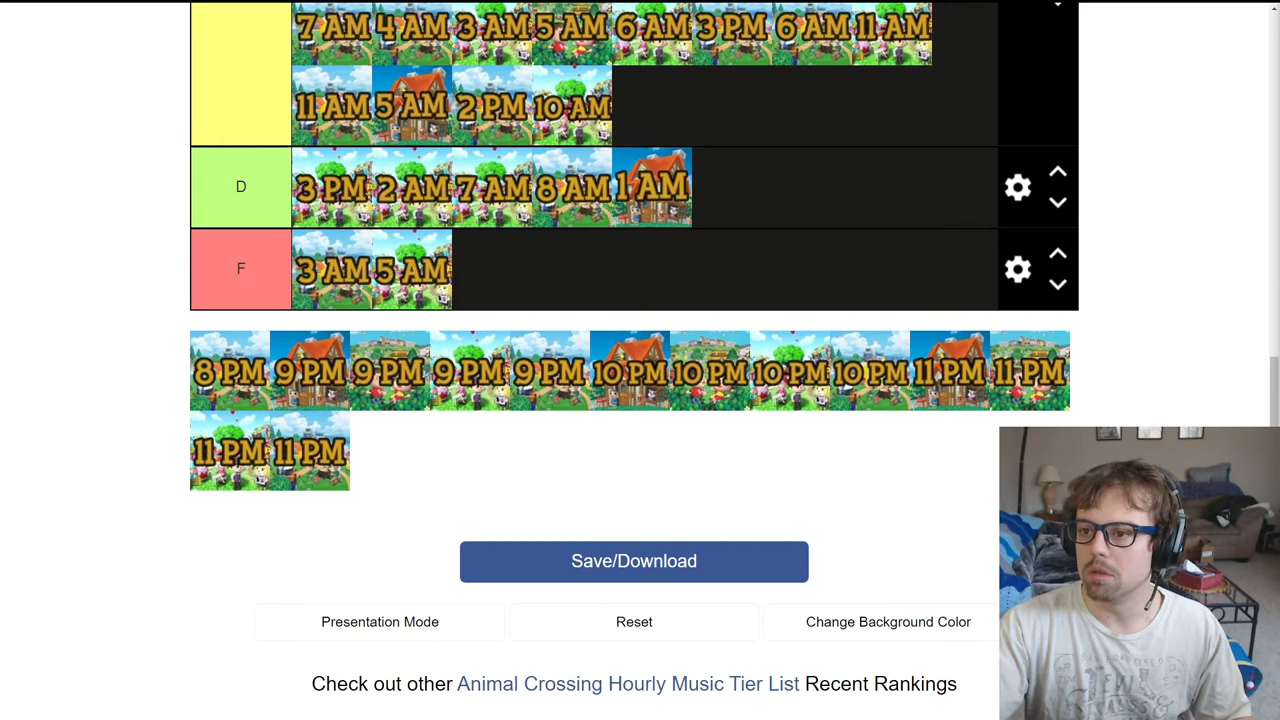 7 AM 4 AM 3 AM 5 AM 6 AM 3 PM 6 AM 11 AM
11 AM 5 AM 2 PM 10 AM
D 3 PM 2 AM 7 AM 8 AM 1 AM
F 3 AM 5 AM
8 PM 9 PM 9 PM 9 PM 9 PM 10 PM 10 PM 10 PM 10 PM 11 PM 11 PM
11 PM 11 PM
Save/Download
Presentation Mode Reset Change Background Color
Check out other Animal Crossing Hourly Music Tier List Recent Rankings